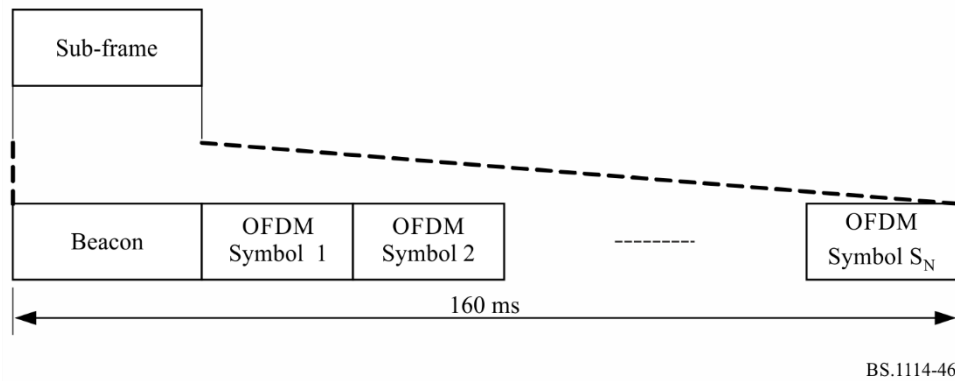 Sub-frame
Beacon
OFDM
Symbol 1
OFDM
Symbol 2
OFDM
Symbol S_N
160 ms
BS.1114-46